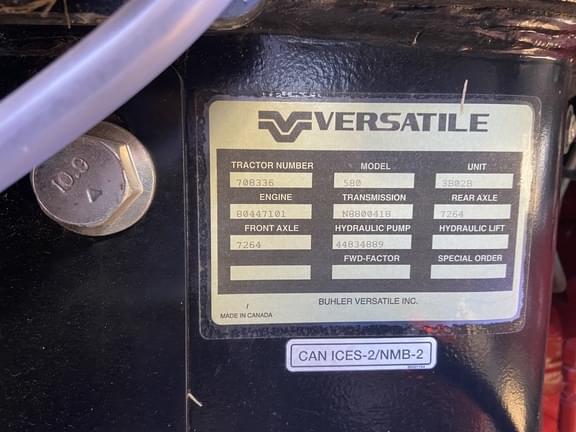 10.9
VERSATILE
TRACTOR NUMBER MODEL UNIT
708336 580 3B02B
ENGINE TRANSMISSION REAR AXLE
80447101 N8800418 7264
FRONT AXLE HYDRAULIC PUMP HYDRAULIC LIFT
7264 44834889
FWD-FACTOR SPECIAL ORDER
BUHLER VERSATILE INC.
MADE IN CANADA
CAN ICES-2/NMB-2